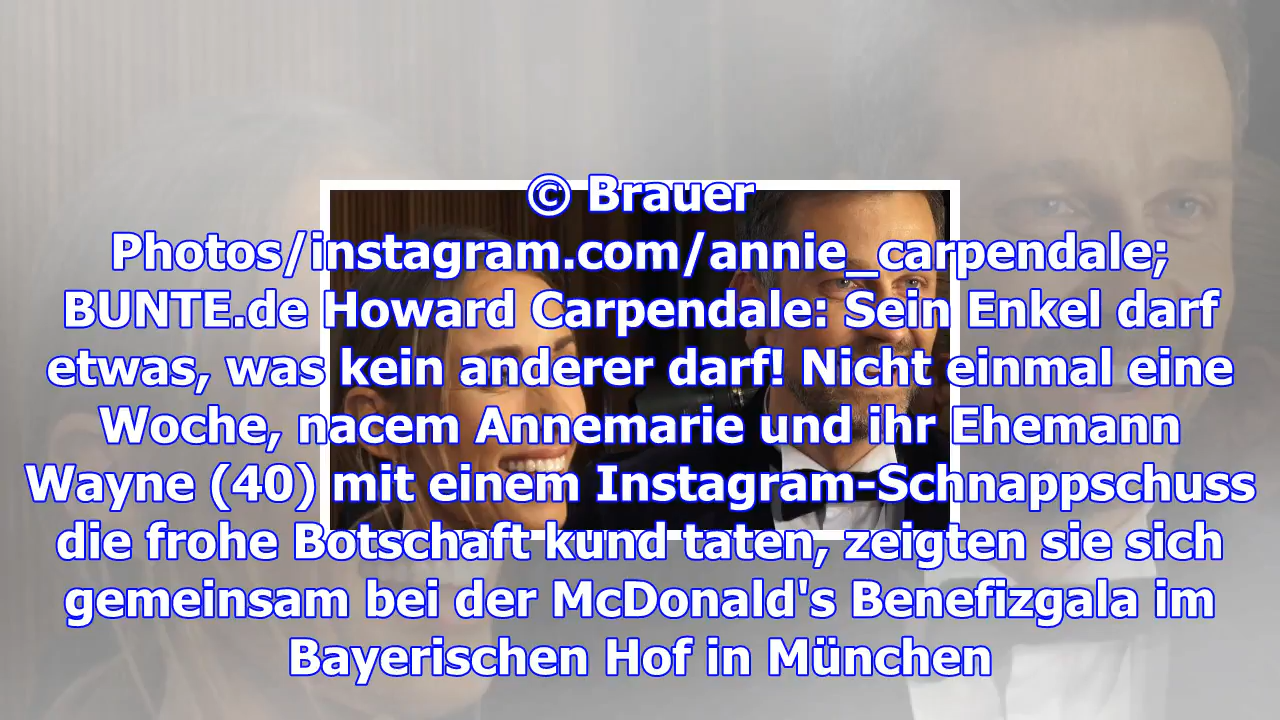 © Brauer
Photos/instagram.com/annie_carpendale;
BUNTE.de Howard Carpendale: Sein Enkel darf
etwas, was kein anderer darf! Nicht einmal eine
Woche, nacem Annemarie und ihr Ehemann
Wayne (40) mit einem Instagram-Schnappschuss
die frohe Botschaft kund taten, zeigten sie sich
gemeinsam bei der McDonald's Benefizgala im
Bayerischen Hof in München